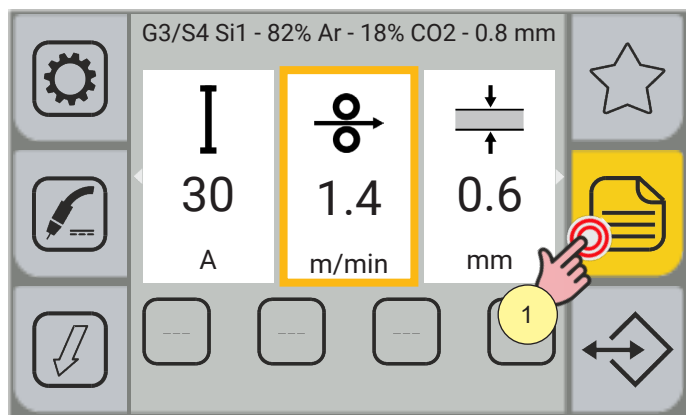 G3/S4 Si1 - 82% Ar - 18% CO2 - 0.8 mm
30 1.4 0.6
A m/min mm
1
--- --- ---